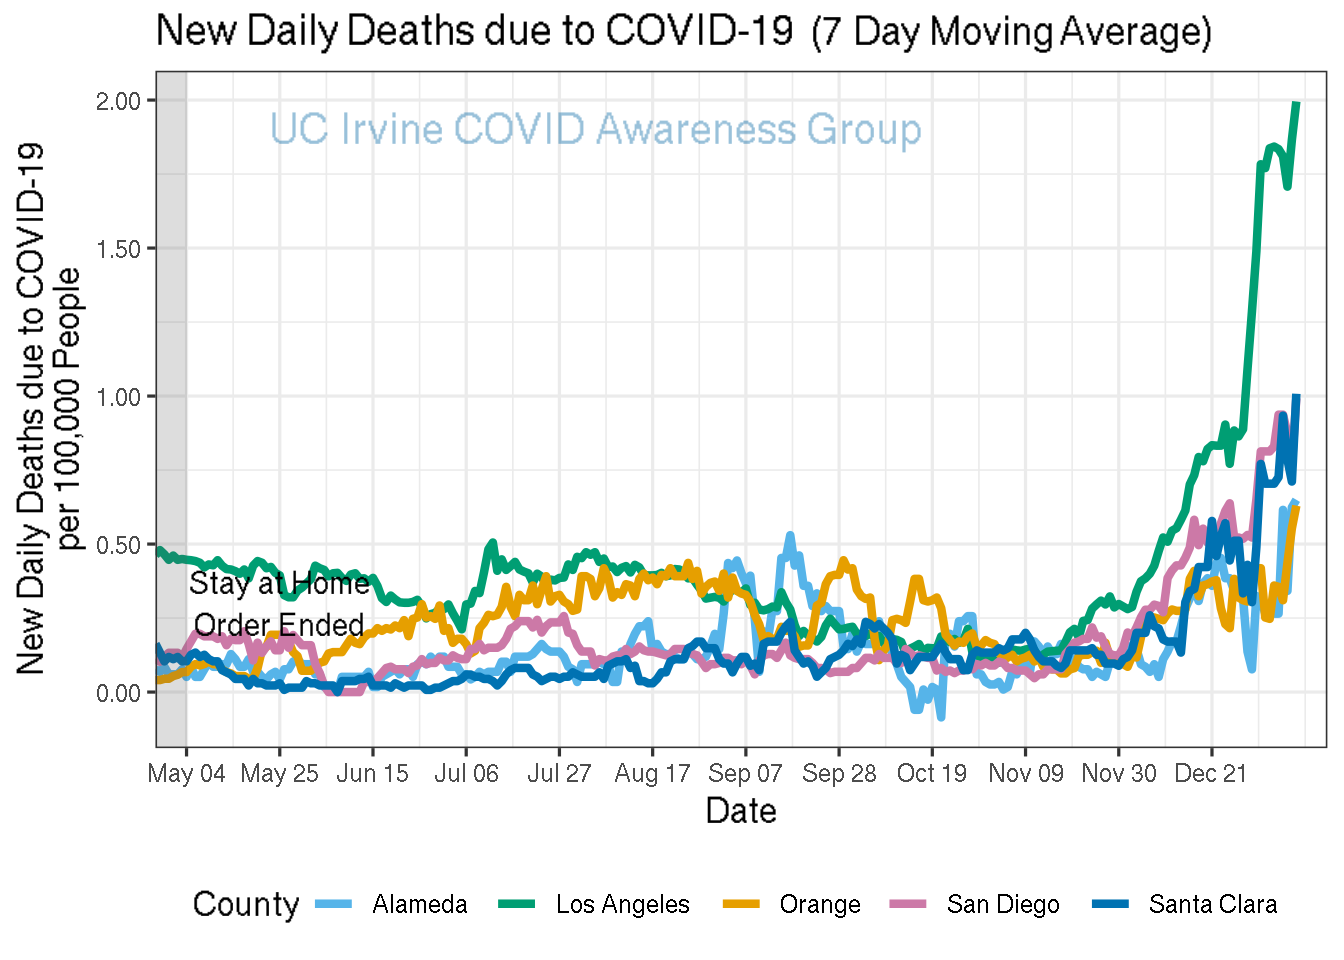 New Daily Deaths due to COVID-19 (7 Day Moving Average)
UC Irvine COVID Awareness Group
New Daily Deaths due to COVID-19
per 100,000 People
2.00
1.50
1.00
0.50
0.00
Stay at Home
Order Ended
May 04 May 25 Jun 15 Jul 06 Jul 27 Aug 17 Sep 07 Sep 28 Oct 19 Nov 09 Nov 30 Dec 21
Date
County Alameda Los Angeles Orange San Diego Santa Clara